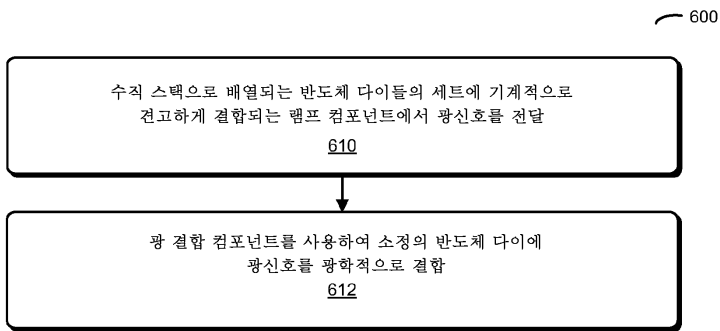 600
수직 스택으로 배열되는 반도체 다이들의 세트에 기계적으로
견고하게 결합되는 램프 컴포넌트에서 광신호를 전달
610
광 결합 컴포넌트를 사용하여 소정의 반도체 다이에
광신호를 광학적으로 결합
612